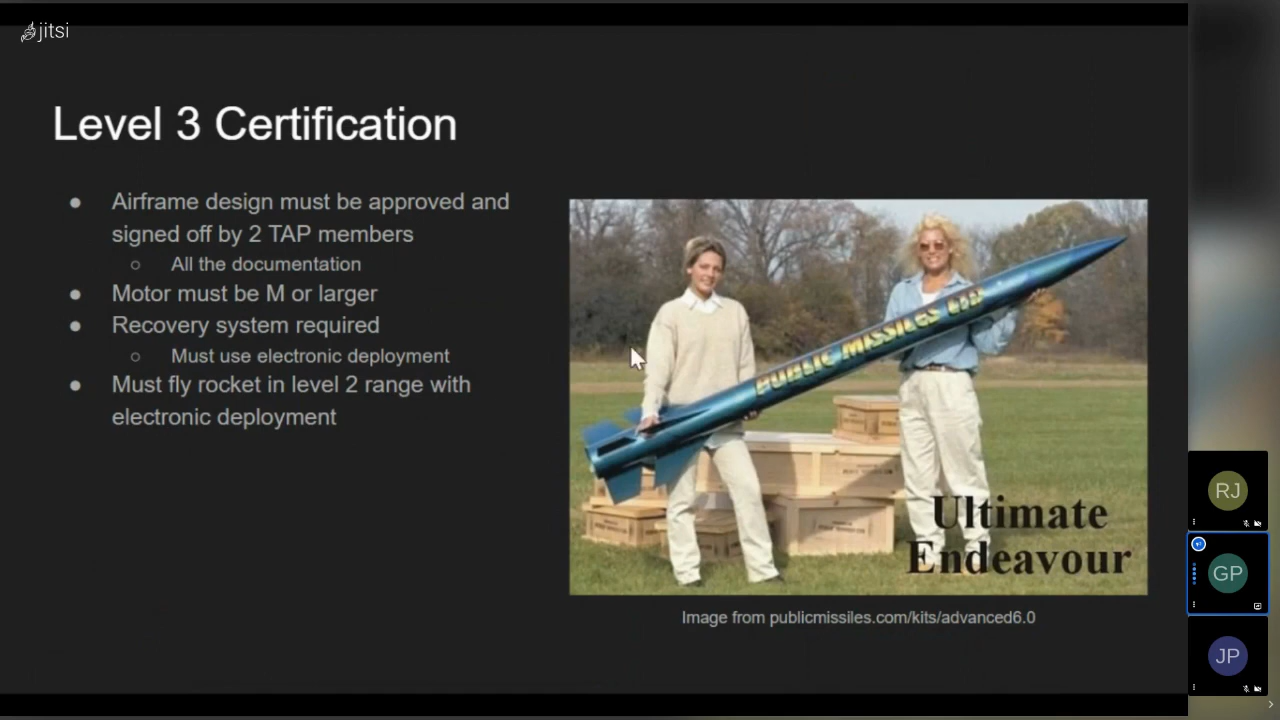 jitsi
Level 3 Certification
● Airframe design must be approved and
signed off by 2 TAP members
○ All the documentation
● Motor must be M or larger
● Recovery system required
○ Must use electronic deployment
● Must fly rocket in level 2 range with
electronic deployment
PUBLIC MISSILES LTD
Ultimate
Endeavour
Image from publicmissiles.com/kits/advanced6.0
RJ
GP
JP